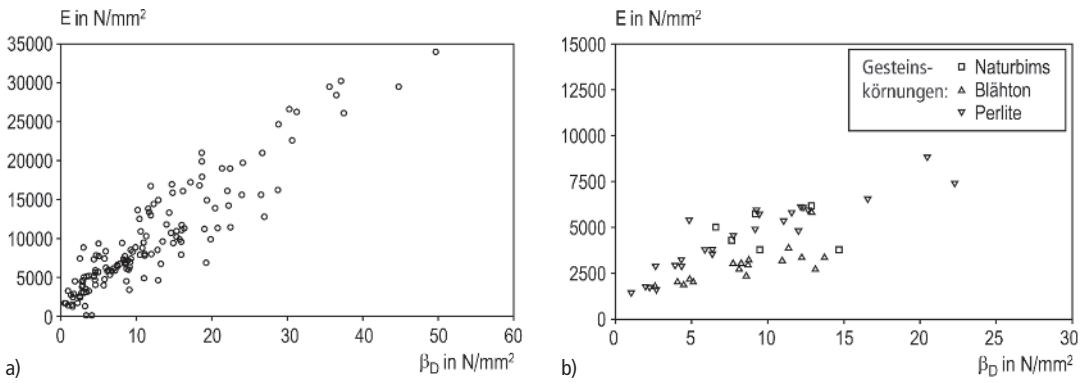 E in N/mm²
35000
30000
25000
20000
15000
10000
5000
0
0 10 20 30 40 50 60
β_D in N/mm²
a)
E in N/mm²
15000
12500
10000
7500
5000
2500
0
0 5 10 15 20 25 30
β_D in N/mm²
Gesteins-
körnungen:
Naturbims
Blähton
Perlite
b)